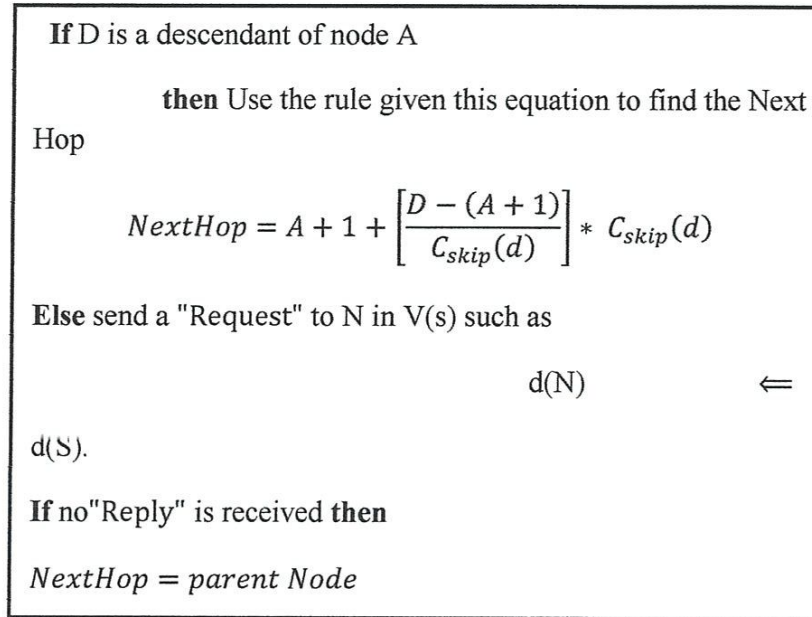 If D is a descendant of node A
then Use the rule given this equation to find the Next
Hop
NextHop = A + 1 + [D − (A + 1) / C_skip(d)] * C_skip(d)
Else send a "Request" to N in V(s) such as
d(N) ⇐
d(S).
If no"Reply" is received then
NextHop = parent Node